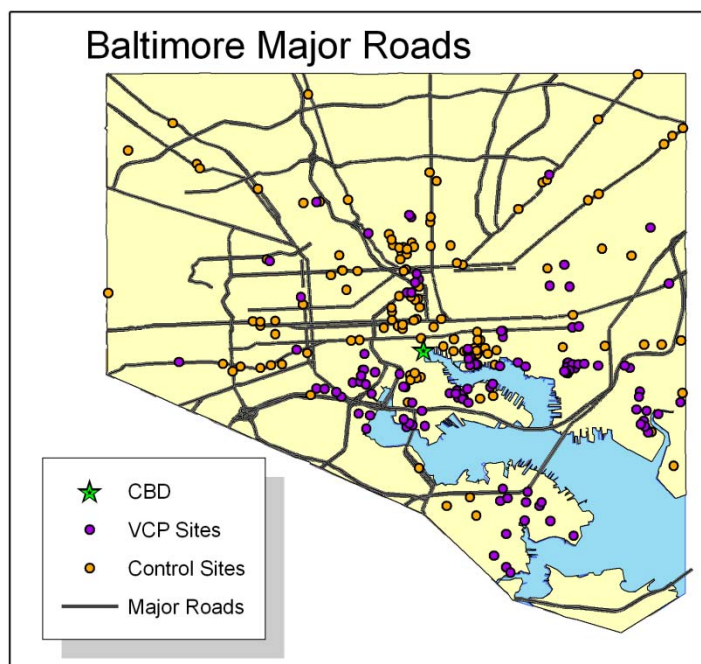 Baltimore Major Roads
CBD
VCP Sites
Control Sites
Major Roads